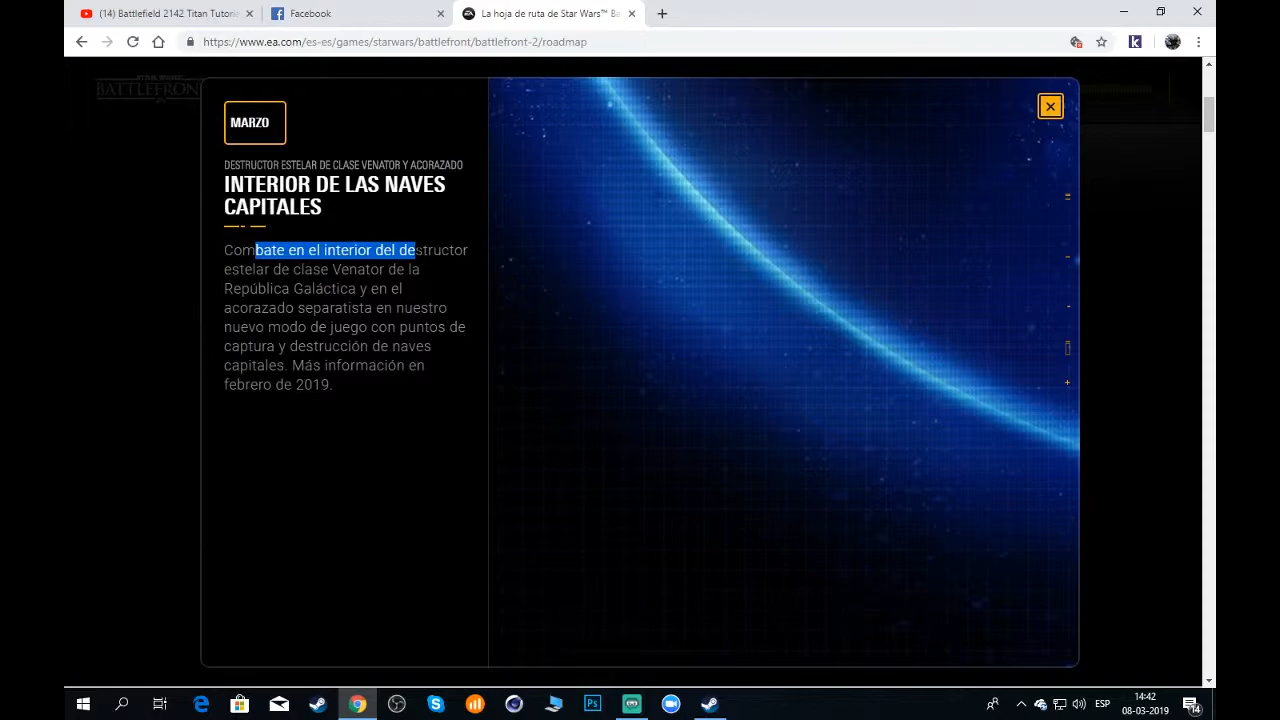 (14) Battlefield 2142 Titan Tutoria
Facebook
La hoja de ruta de Star Wars™ Ba
https://www.ea.com/es-es/games/starwars/battlefront/battlefront-2/roadmap
STAR WARS
BATTLEFRONT
MARZO
DESTRUCTOR ESTELAR DE CLASE VENATOR Y ACORAZADO
INTERIOR DE LAS NAVES
CAPITALES
Combate en el interior del destructor
estelar de clase Venator de la
República Galáctica y en el
acorazado separatista en nuestro
nuevo modo de juego con puntos de
captura y destrucción de naves
capitales. Más información en
febrero de 2019.
14:42
ESP
08-03-2019
14